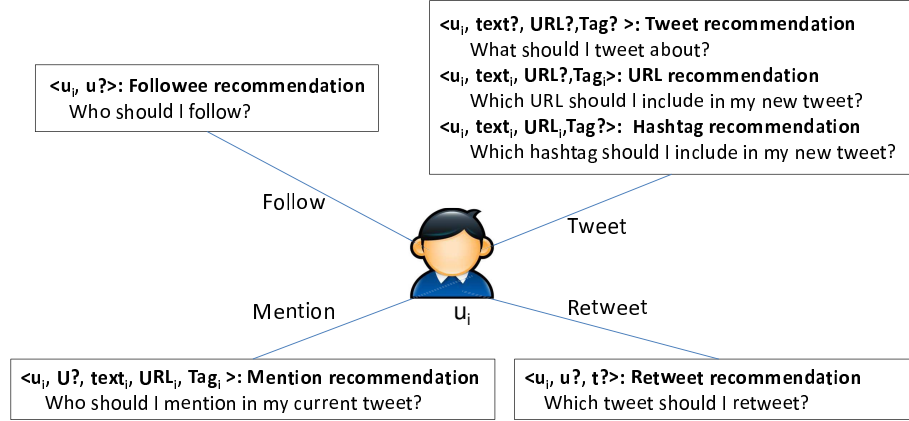 <uᵢ, text?, URL?,Tag? >: Tweet recommendation
What should I tweet about?
<uᵢ, textᵢ, URL?,Tagᵢ>: URL recommendation
Which URL should I include in my new tweet?
<uᵢ, textᵢ, URLᵢ,Tag?>: Hashtag recommendation
Which hashtag should I include in my new tweet?
<uᵢ, u?>: Followee recommendation
Who should I follow?
Follow
Tweet
Mention
Retweet
uᵢ
<uᵢ, U?, textᵢ, URLᵢ, Tagᵢ >: Mention recommendation
Who should I mention in my current tweet?
<uᵢ, u?, t?>: Retweet recommendation
Which tweet should I retweet?